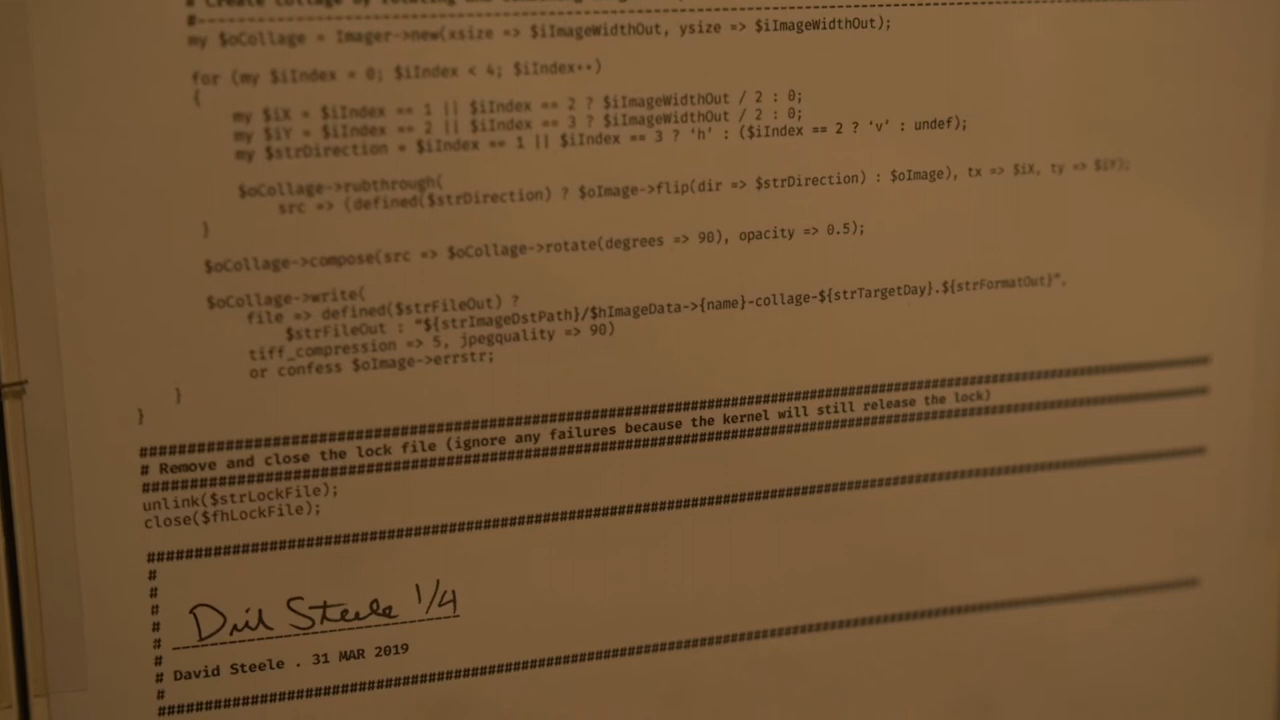 # Create collage by rotating and
#--------------------------------------------------
my $oCollage = Imager->new(xsize => $iImageWidthOut, ysize => $iImageWidthOut);
for (my $iIndex = 0; $iIndex < 4; $iIndex++)
{
my $iX = $iIndex == 1 || $iIndex == 2 ? $iImageWidthOut / 2 : 0;
my $iY = $iIndex == 2 || $iIndex == 3 ? $iImageWidthOut / 2 : 0;
my $strDirection = $iIndex == 1 || $iIndex == 3 ? 'h' : ($iIndex == 2 ? 'v' : undef);
$oCollage->rubthrough(
src => (defined($strDirection) ? $oImage->flip(dir => $strDirection) : $oImage), tx => $iX, ty => $iY);
}
$oCollage->compose(src => $oCollage->rotate(degrees => 90), opacity => 0.5);
$oCollage->write(
file => defined($strFileOut) ?
$strFileOut : "${strImageDstPath}/$hImageData->{name}-collage-${strTargetDay}.${strFormatOut}",
tiff_compression => 5, jpegquality => 90)
or confess $oImage->errstr;
}
}
####################################################################################
# Remove and close the lock file (ignore any failures because the kernel will still release the lock)
####################################################################################
unlink($strLockFile);
close($fhLockFile);
####################################################################################
#
#
#
# Dvil Steele 1/4
# ------------------------------
# David Steele . 31 MAR 2019
#
####################################################################################